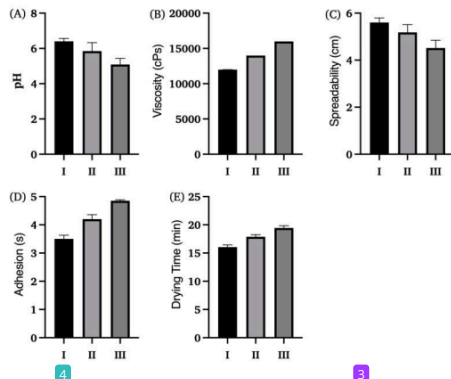 (A)
pH
8
6
4
2
0
I II III
(B)
Viscosity (cPs)
20000
15000
10000
5000
0
I II III
(C)
Spreadability (cm)
6
4
2
0
I II III
(D)
Adhesion (s)
5
4
3
2
1
0
I II III
(E)
Drying Time (min)
25
20
15
10
5
0
I II III
4
3